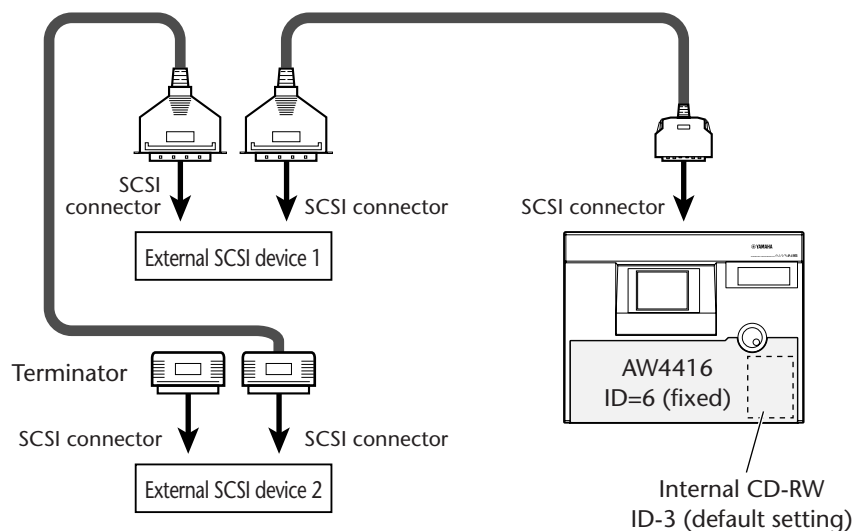 SCSI
connector
SCSI connector
SCSI connector
External SCSI device 1
YAMAHA
AW4416
ID=6 (fixed)
Terminator
SCSI connector
SCSI connector
External SCSI device 2
Internal CD-RW
ID-3 (default setting)